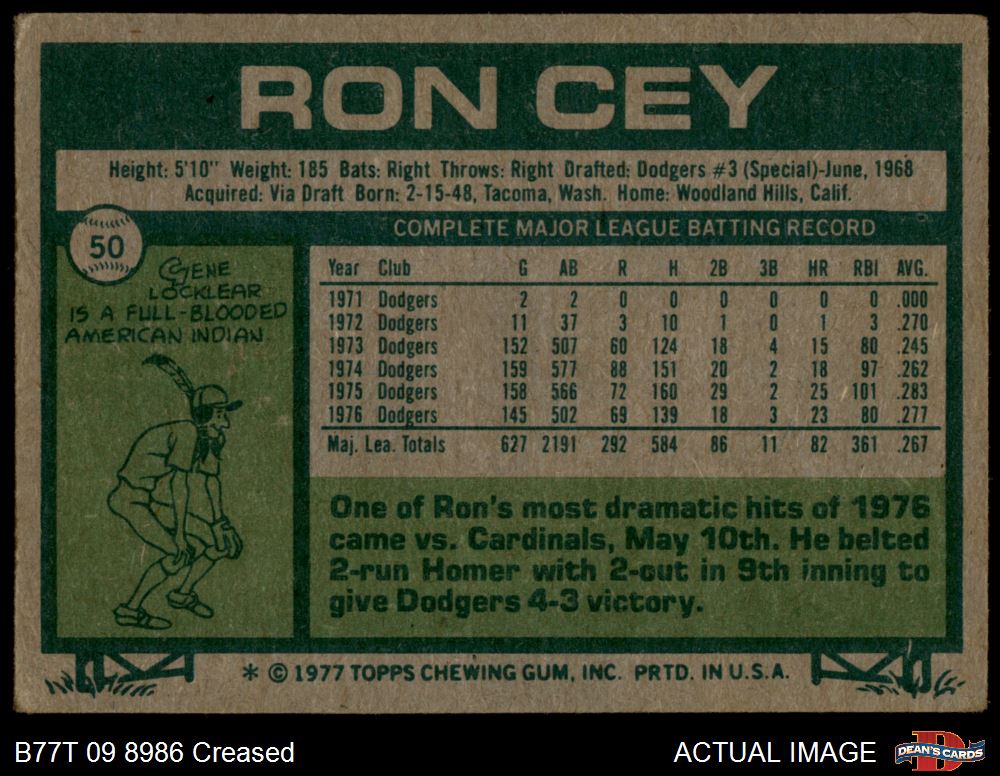 RON CEY
Height: 5'10" Weight: 185 Bats: Right Throws: Right Drafted: Dodgers #3 (Special)-June, 1968
Acquired: Via Draft Born: 2-15-48, Tacoma, Wash. Home: Woodland Hills, Calif.
50
GENE
LOCKLEAR
IS A FULL-BLOODED
AMERICAN INDIAN
COMPLETE MAJOR LEAGUE BATTING RECORD
Year Club G AB R H 2B 3B HR RBI AVG.
1971 Dodgers 2 2 0 0 0 0 0 0 .000
1972 Dodgers 11 37 3 10 1 0 1 3 .270
1973 Dodgers 152 507 60 124 18 4 15 80 .245
1974 Dodgers 159 577 88 151 20 2 18 97 .262
1975 Dodgers 158 566 72 160 29 2 25 101 .283
1976 Dodgers 145 502 69 139 18 3 23 80 .277
Maj. Lea. Totals 627 2191 292 584 86 11 82 361 .267
One of Ron's most dramatic hits of 1976
came vs. Cardinals, May 10th. He belted
2-run Homer with 2-out in 9th inning to
give Dodgers 4-3 victory.
* © 1977 TOPPS CHEWING GUM, INC. PRTD. IN U.S.A.
B77T 09 8986 Creased
ACTUAL IMAGE
D
DEAN'S CARDS